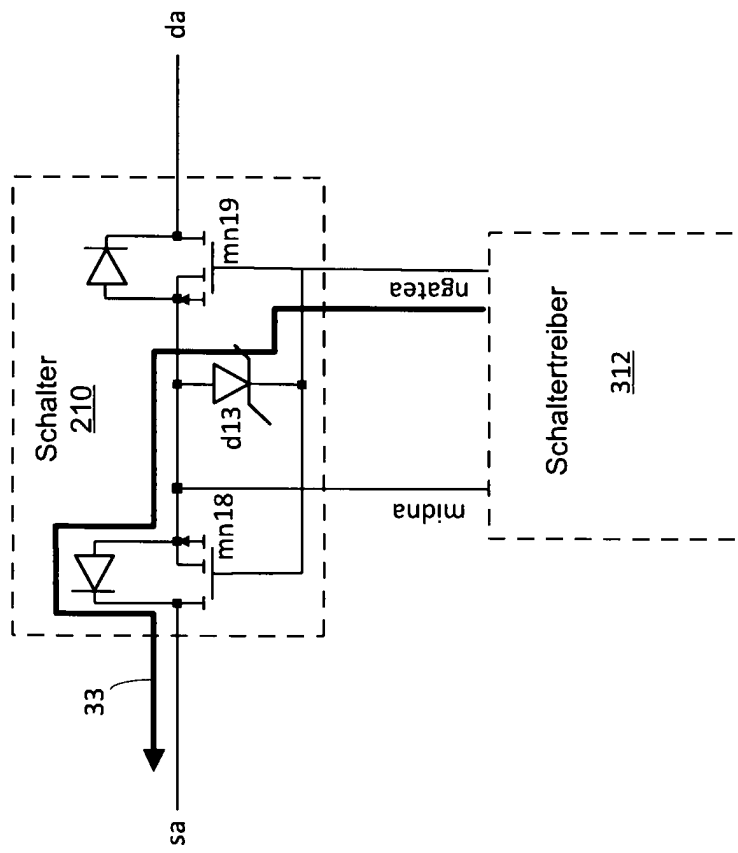 Schalter
210
33
sa
da
mn18
mn19
d13
midna
ngatea
Schaltertreiber
312